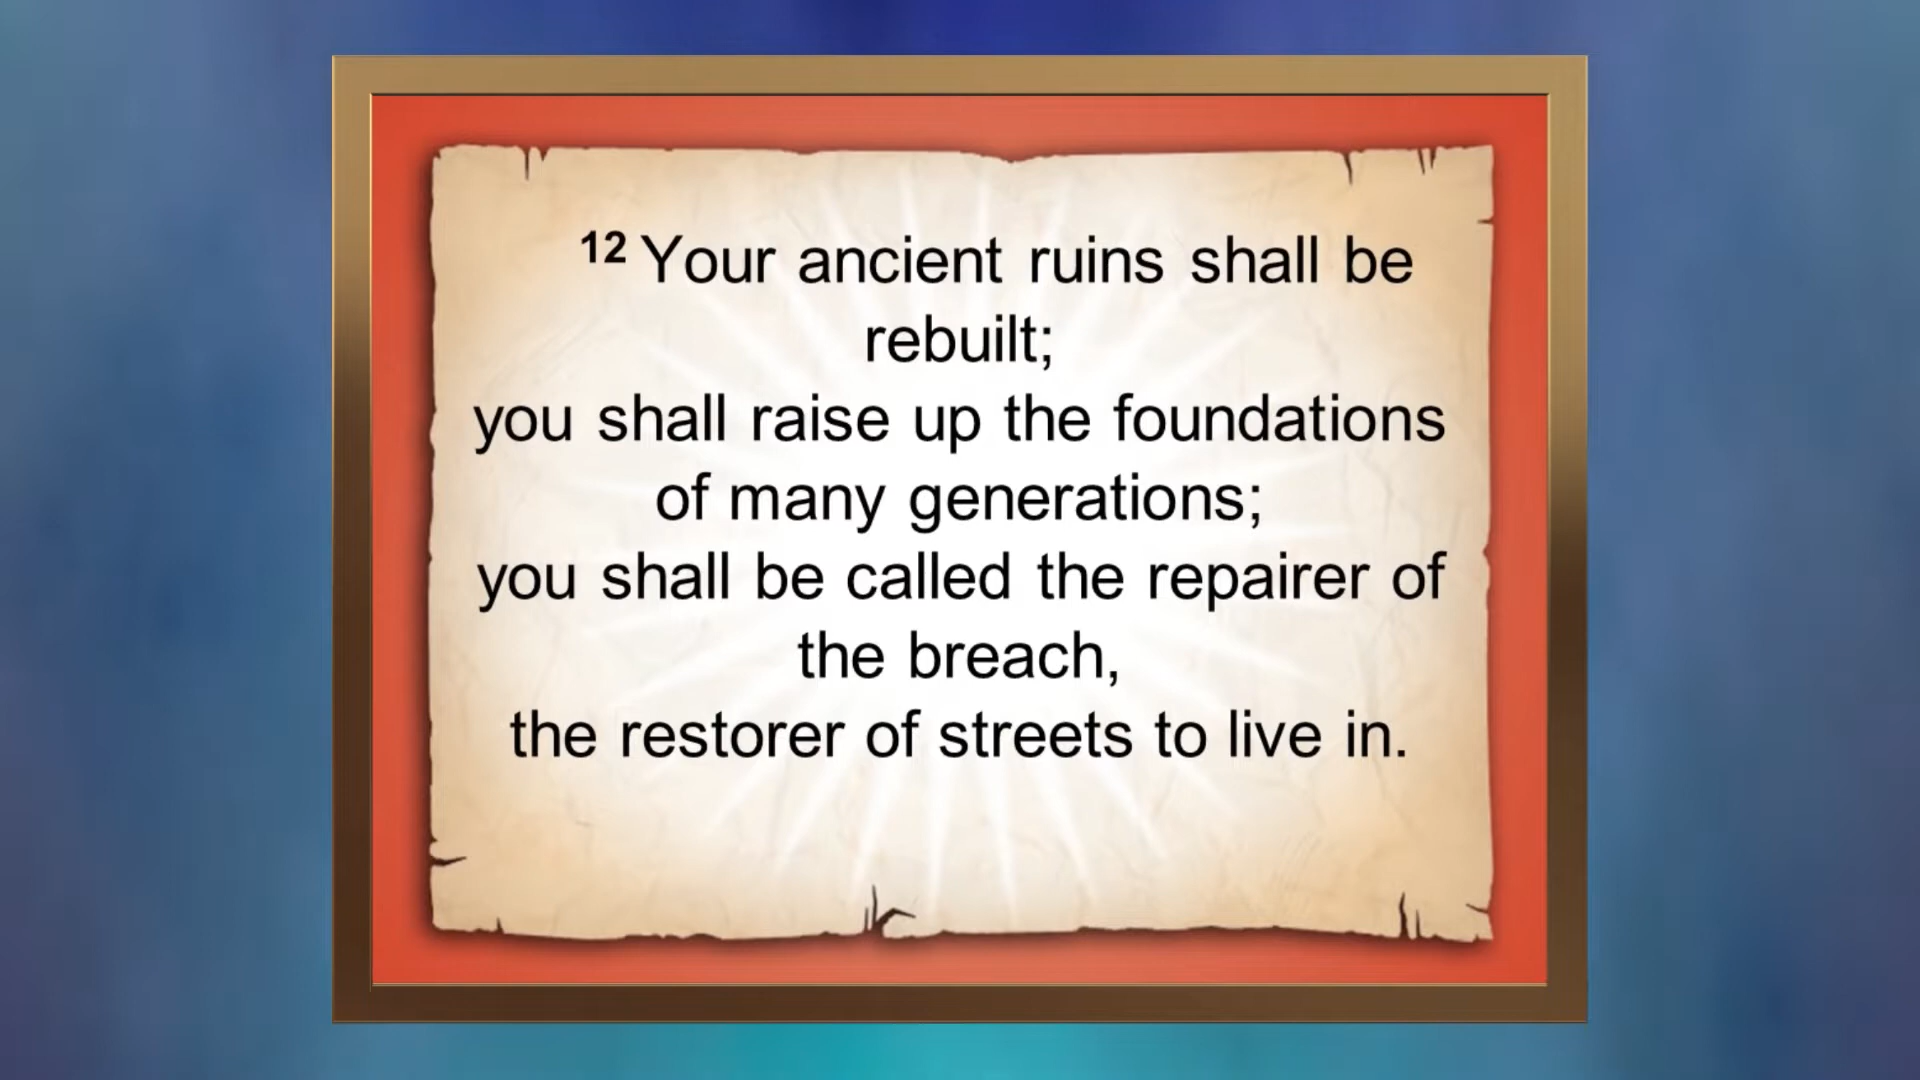 12 Your ancient ruins shall be
rebuilt;
you shall raise up the foundations
of many generations;
you shall be called the repairer of
the breach,
the restorer of streets to live in.